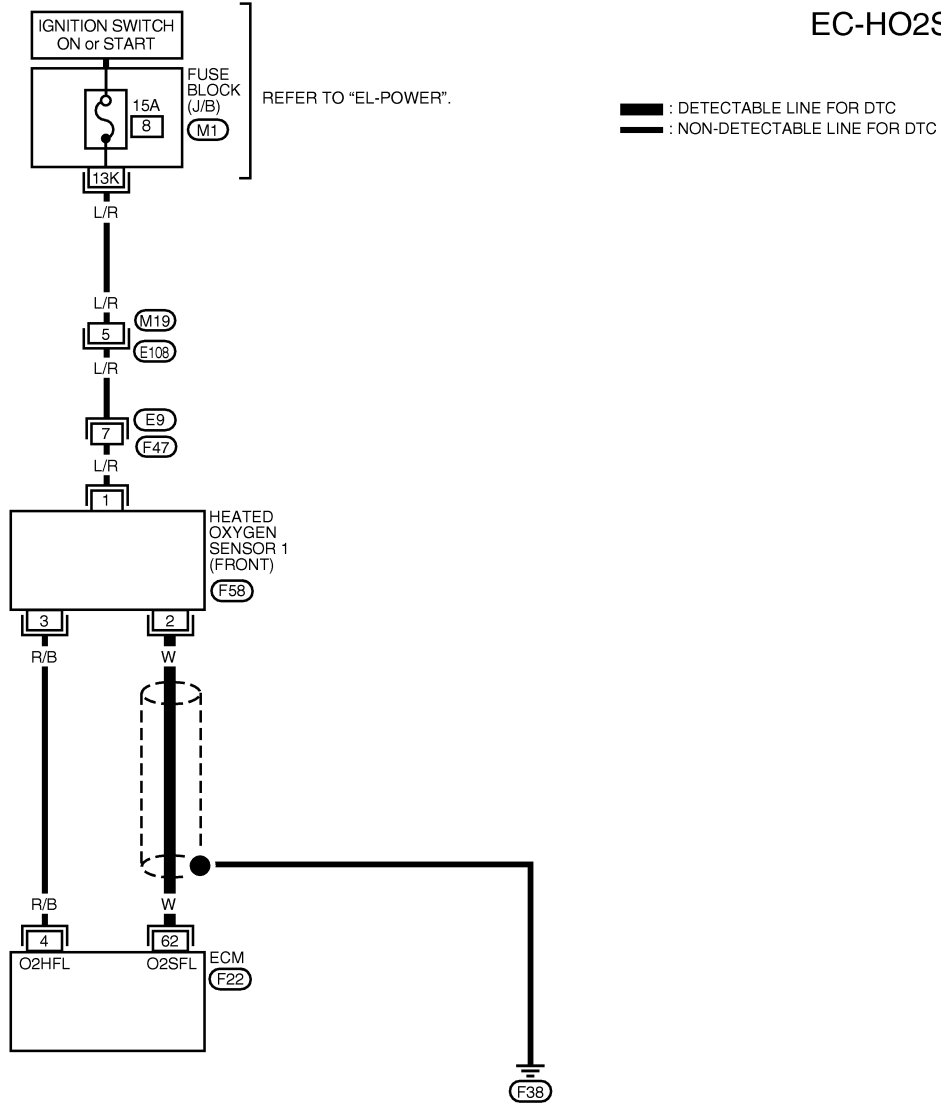 EC-HO2S
IGNITION SWITCH
ON or START
FUSE
BLOCK
(J/B)
M1
15A
8
REFER TO “EL-POWER”.
: DETECTABLE LINE FOR DTC
: NON-DETECTABLE LINE FOR DTC
13K
L/R
L/R
M19
5
E108
L/R
E9
7
F47
L/R
1
HEATED
OXYGEN
SENSOR 1
(FRONT)
F58
3
2
R/B
W
R/B
W
4
62
O2HFL
O2SFL
ECM
F22
F38